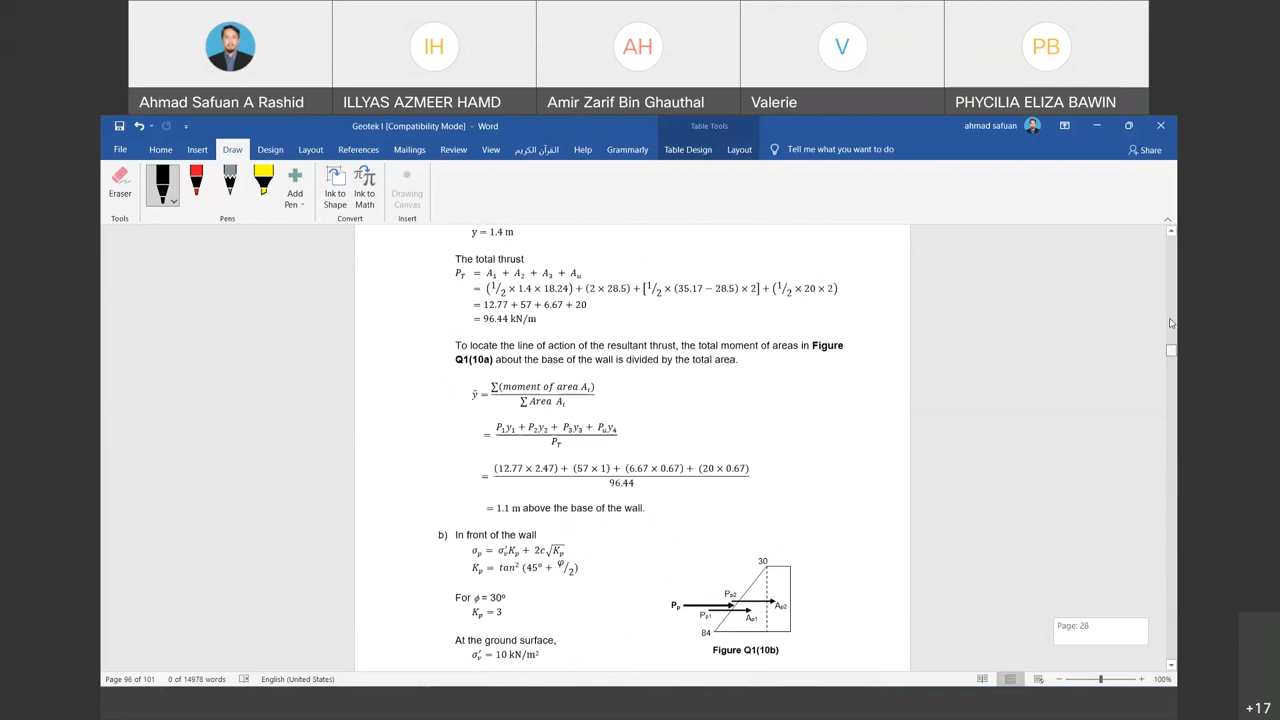 IH
AH
V
PB
Ahmad Safuan A Rashid
ILLYAS AZMEER HAMD
Amir Zarif Bin Ghauthal
Valerie
PHYCILIA ELIZA BAWIN
Geotek I [Compatibility Mode] - Word
Table Tools
ahmad safuan
File Home Insert Draw Design Layout References Mailings Review View القرآن الكريم Help Grammarly Table Design Layout Tell me what you want to do Share
Eraser
Add Pen
Ink to Shape
Ink to Math
Drawing Canvas
Tools
Pens
Convert
Insert
y = 1.4 m
The total thrust
P_T = A₁ + A₂ + A₃ + A_u
= (1/2 × 1.4 × 18.24) + (2 × 28.5) + [1/2 × (35.17 − 28.5) × 2] + (1/2 × 20 × 2)
= 12.77 + 57 + 6.67 + 20
= 96.44 kN/m
To locate the line of action of the resultant thrust, the total moment of areas in Figure
Q1(10a) about the base of the wall is divided by the total area.
ȳ = ∑(moment of area A_i) / ∑ Area A_i
= P₁y₁ + P₂y₂ + P₃y₃ + P_uy₄ / P_T
= (12.77 × 2.47) + (57 × 1) + (6.67 × 0.67) + (20 × 0.67) / 96.44
= 1.1 m above the base of the wall.
b) In front of the wall
σ_p = σ'_v K_p + 2c√K_p
K_p = tan² (45° + φ/2)
For ϕ = 30º
K_p = 3
At the ground surface,
σ'_v = 10 kN/m²
30
P_p2
P_p
A_p2
P_p1
A_p1
84
Figure Q1(10b)
Page: 28
Page 96 of 101
0 of 14978 words
English (United States)
100%
+17